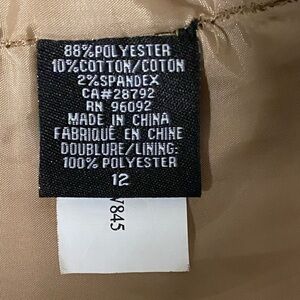 88%POLYESTER
10%COTTON/COTON
2%SPANDEX
CA#28792
RN 96092
MADE IN CHINA
FABRIQUÉ EN CHINE
DOUBLURE/LINING:
100% POLYESTER
12